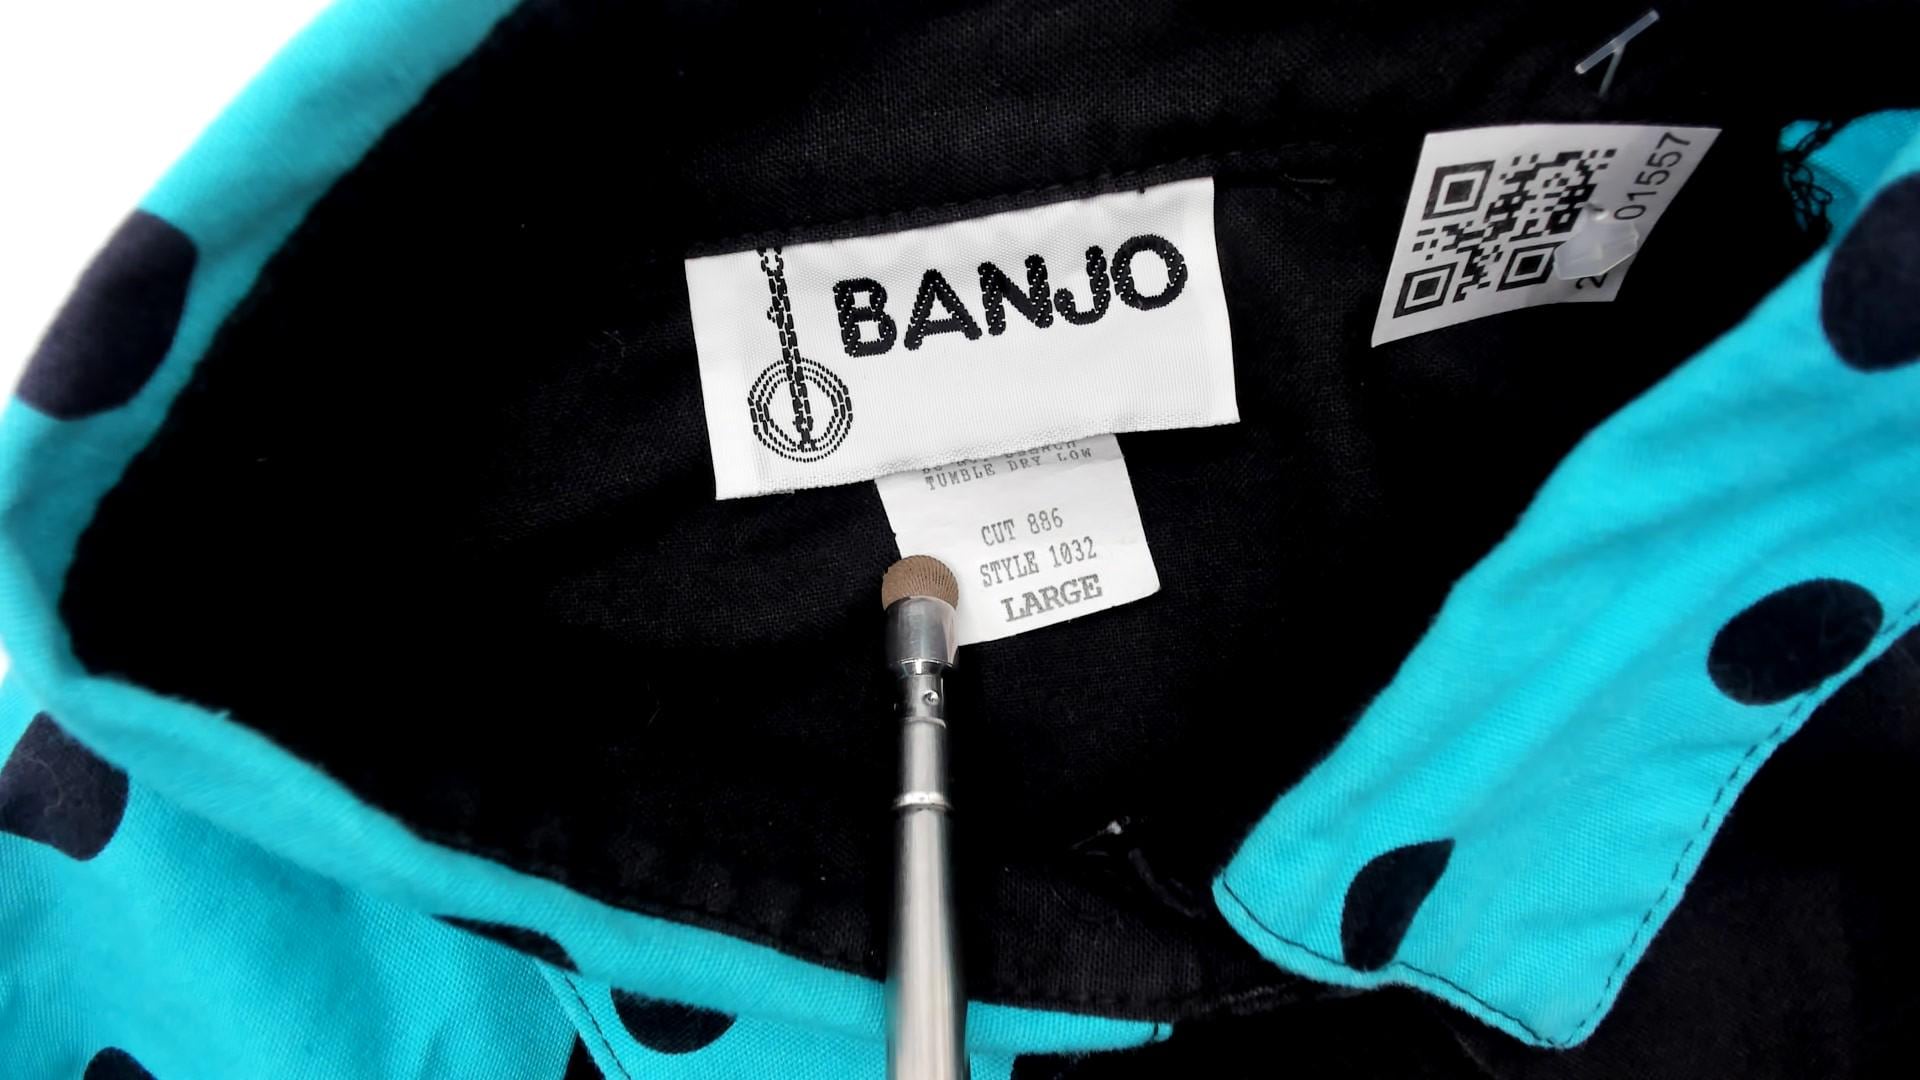 BANJO
TUMBLE DRY LOW
CUT 886
STYLE 1032
LARGE
01557